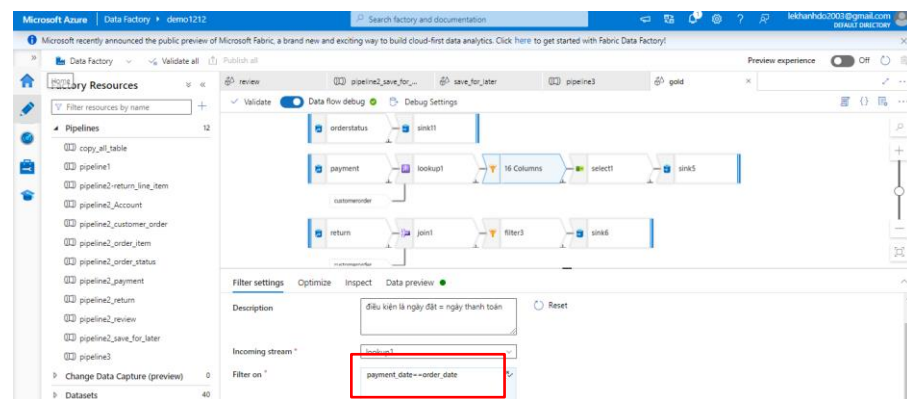 Microsoft Azure | Data Factory ▸ demo1212
Search factory and documentation
lekhanhdo2003@gmail.com
DEFAULT DIRECTORY
Microsoft recently announced the public preview of Microsoft Fabric, a brand new and exciting way to build cloud-first data analytics. Click here to get started with Fabric Data Factory!
Data Factory
Validate all
Publish all
Preview experience
Off
Home
Factory Resources
review
pipeline2_save_for_...
save_for_later
pipeline3
gold
Filter resources by name
Validate
Data flow debug
Debug Settings
Pipelines 12
copy_all_table
pipeline1
pipeline2-return_line_item
pipeline2_Account
pipeline2_customer_order
pipeline2_order_item
pipeline2_order_status
pipeline2_payment
pipeline2_return
pipeline2_review
pipeline2_save_for_later
pipeline3
Change Data Capture (preview) 0
Datasets 40
orderstatus
sink11
payment
lookup1
16 Columns
select1
sink5
customerorder
return
join1
filter3
sink6
customerorder
Filter settings
Optimize
Inspect
Data preview
Description
điều kiện là ngày đặt = ngày thanh toán
Reset
Incoming stream *
lookup1
Filter on *
payment_date==order_date